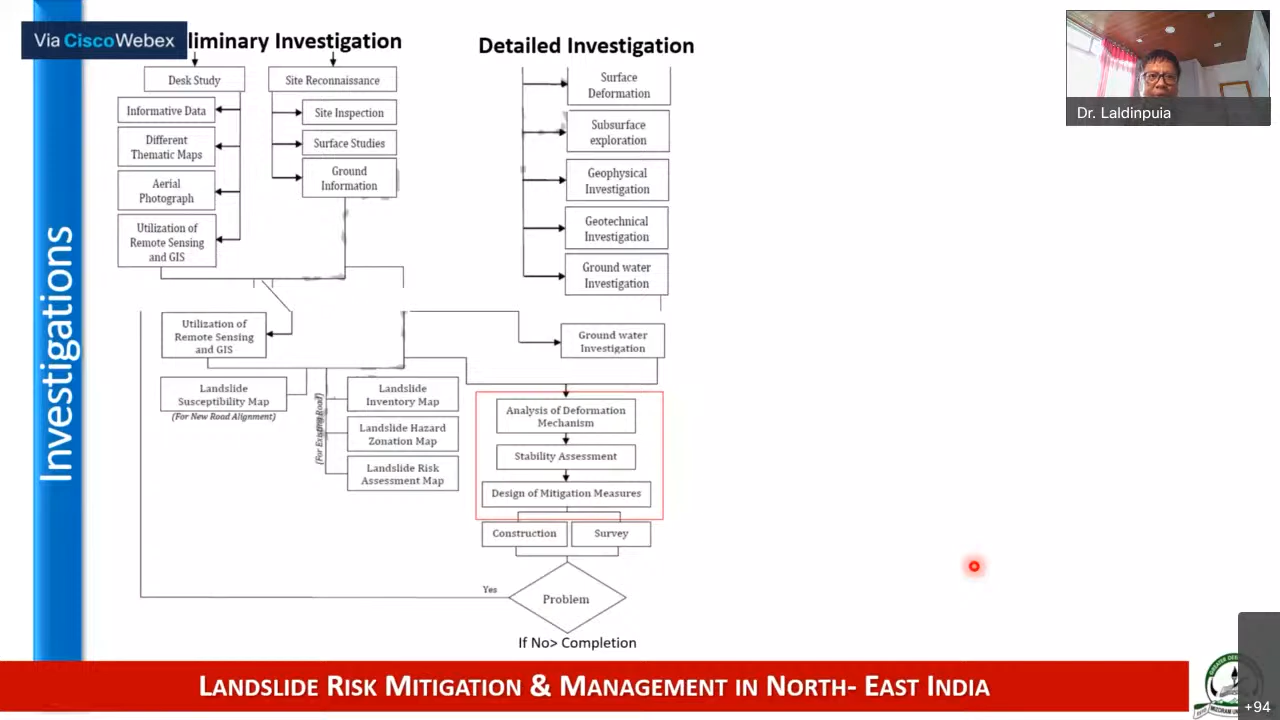 Via CiscoWebex
liminary Investigation
Detailed Investigation
Dr. Laldinpuia
Investigations
Desk Study
Informative Data
Different
Thematic Maps
Aerial
Photograph
Utilization of
Remote Sensing
and GIS
Site Reconnaissance
Site Inspection
Surface Studies
Ground
Information
Surface
Deformation
Subsurface
exploration
Geophysical
Investigation
Geotechnical
Investigation
Ground water
Investigation
Utilization of
Remote Sensing
and GIS
Ground water
Investigation
Landslide
Susceptibility Map
(For New Road Alignment)
(For Existing Road)
Landslide
Inventory Map
Landslide Hazard
Zonation Map
Landslide Risk
Assessment Map
Analysis of Deformation
Mechanism
Stability Assessment
Design of Mitigation Measures
Construction
Survey
Yes
Problem
If No> Completion
LANDSLIDE RISK MITIGATION & MANAGEMENT IN NORTH- EAST INDIA
+94